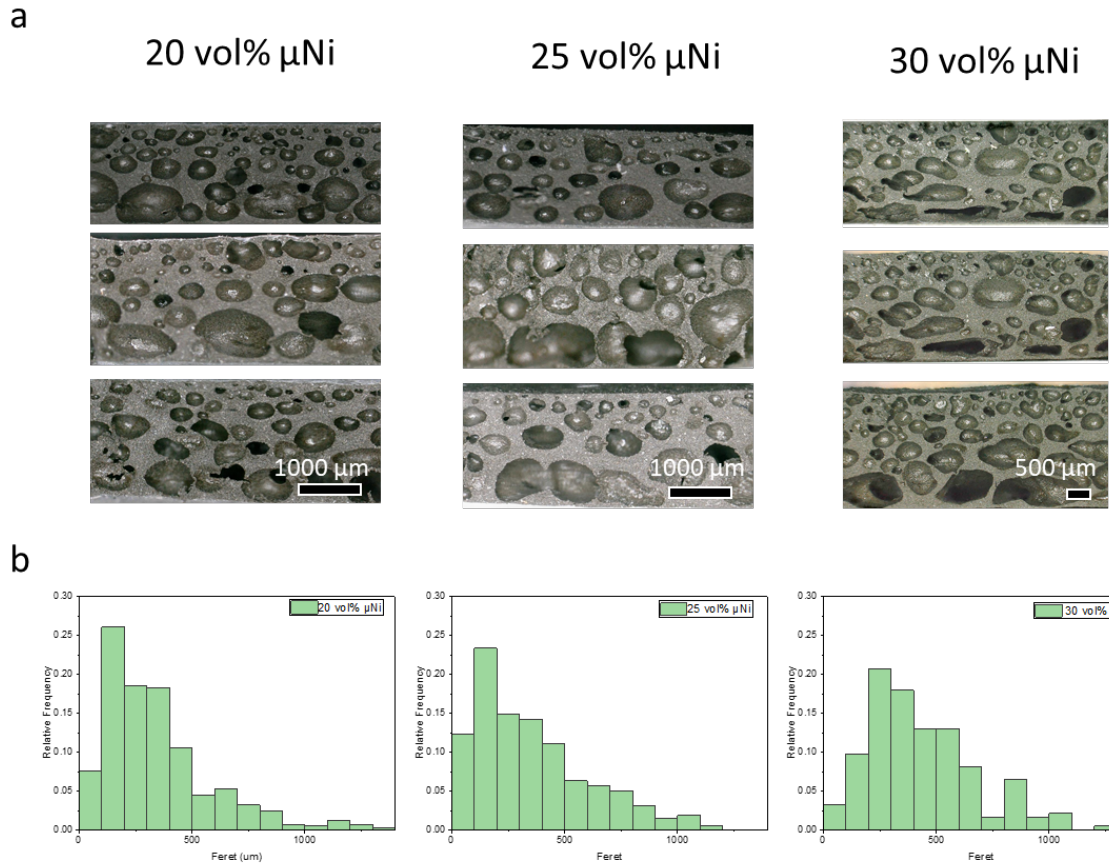 a
20 vol% µNi
25 vol% µNi
30 vol% µNi
1000 µm
1000 µm
500 µm
b
0.30
0.25
0.20
0.15
0.10
0.05
0.00
Relative Frequency
20 vol% µNi
0
500
1000
Feret (um)
0.30
0.25
0.20
0.15
0.10
0.05
0.00
Relative Frequency
25 vol% µNi
0
500
1000
Feret
0.30
0.25
0.20
0.15
0.10
0.05
0.00
Relative Frequency
30 vol%
0
500
1000
Feret